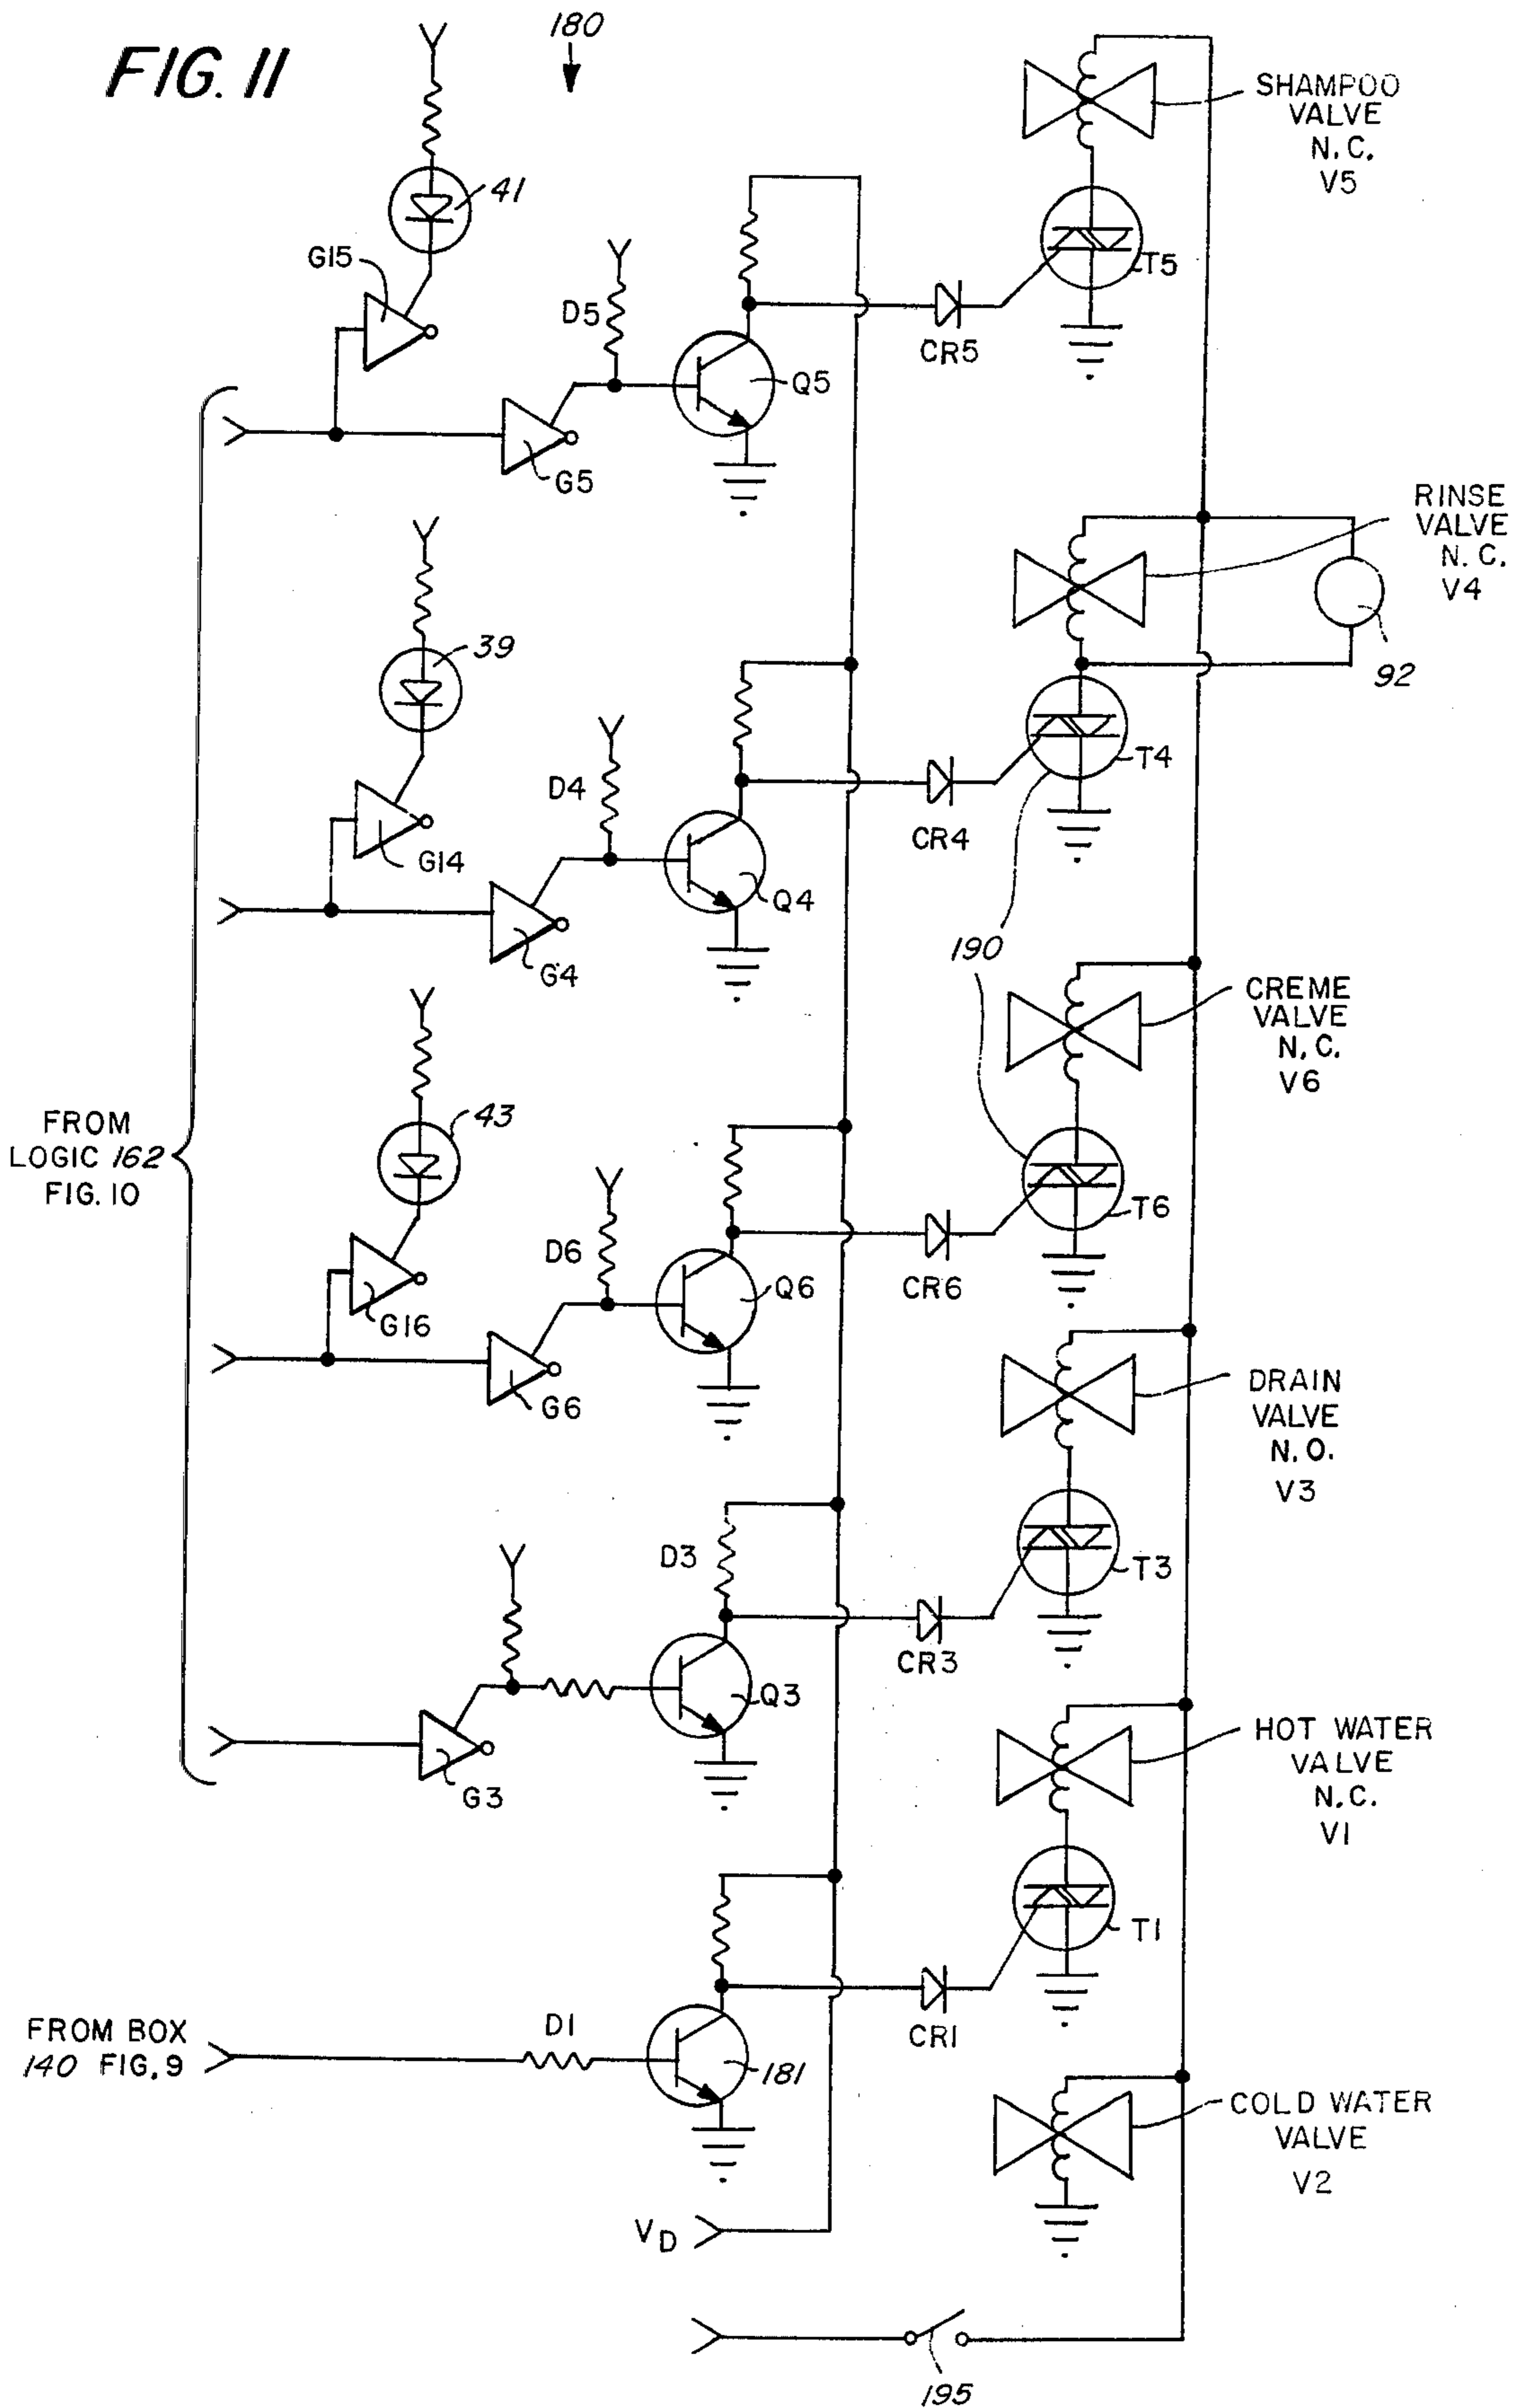 FIG. 11
180
SHAMPOO
VALVE
N.C.
V5
41
G15
D5
T5
CR5
Q5
G5
RINSE
VALVE
N.C.
V4
39
92
D4
T4
CR4
G14
Q4
G4
190
CREME
VALVE
N.C.
V6
43
FROM
LOGIC 162
FIG. 10
D6
T6
CR6
Q6
G16
G6
DRAIN
VALVE
N.O.
V3
D3
T3
CR3
Q3
G3
HOT WATER
VALVE
N.C.
V1
T1
FROM BOX
140 FIG. 9
D1
CR1
181
COLD WATER
VALVE
V2
VD
195